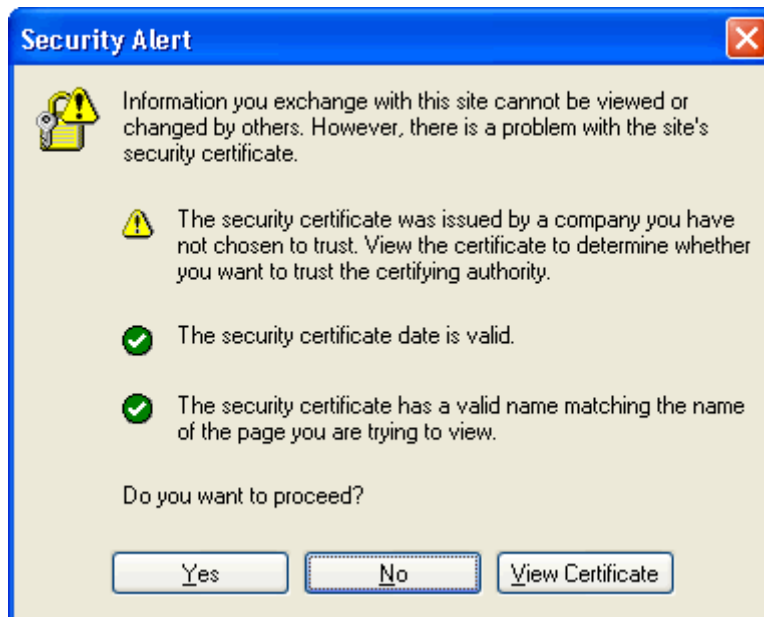 Security Alert
Information you exchange with this site cannot be viewed or
changed by others. However, there is a problem with the site's
security certificate.
The security certificate was issued by a company you have
not chosen to trust. View the certificate to determine whether
you want to trust the certifying authority.
The security certificate date is valid.
The security certificate has a valid name matching the name
of the page you are trying to view.
Do you want to proceed?
Yes
No
View Certificate